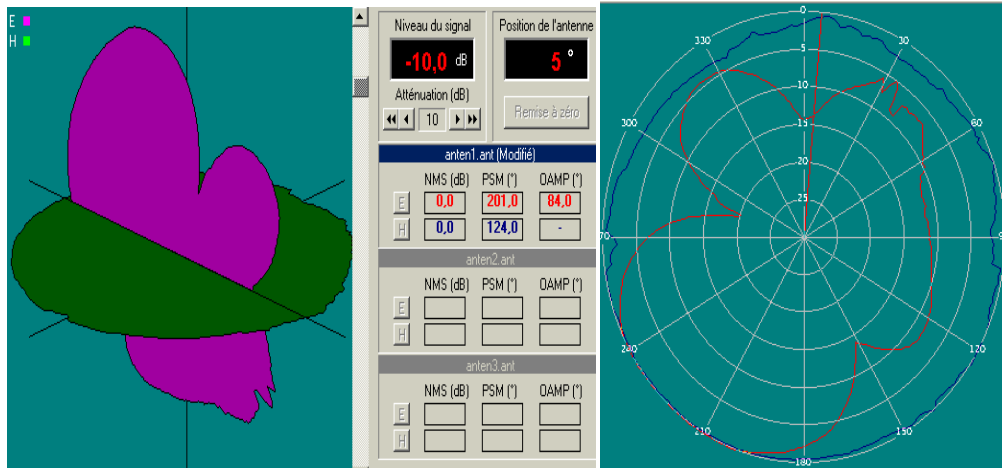 E
H
Niveau du signal
-10,0 dB
Atténuation (dB)
10
Position de l'antenne
5 °
Remise à zéro
anten1.ant (Modifié)
NMS (dB) PSM (°) OAMP (°)
E 0,0 201,0 84,0
H 0,0 124,0 -
anten2.ant
NMS (dB) PSM (°) OAMP (°)
E
H
anten3.ant
NMS (dB) PSM (°) OAMP (°)
E
H
0
330 5 30
10
300 15 60
20
25
70 9
240 120
210 150
180